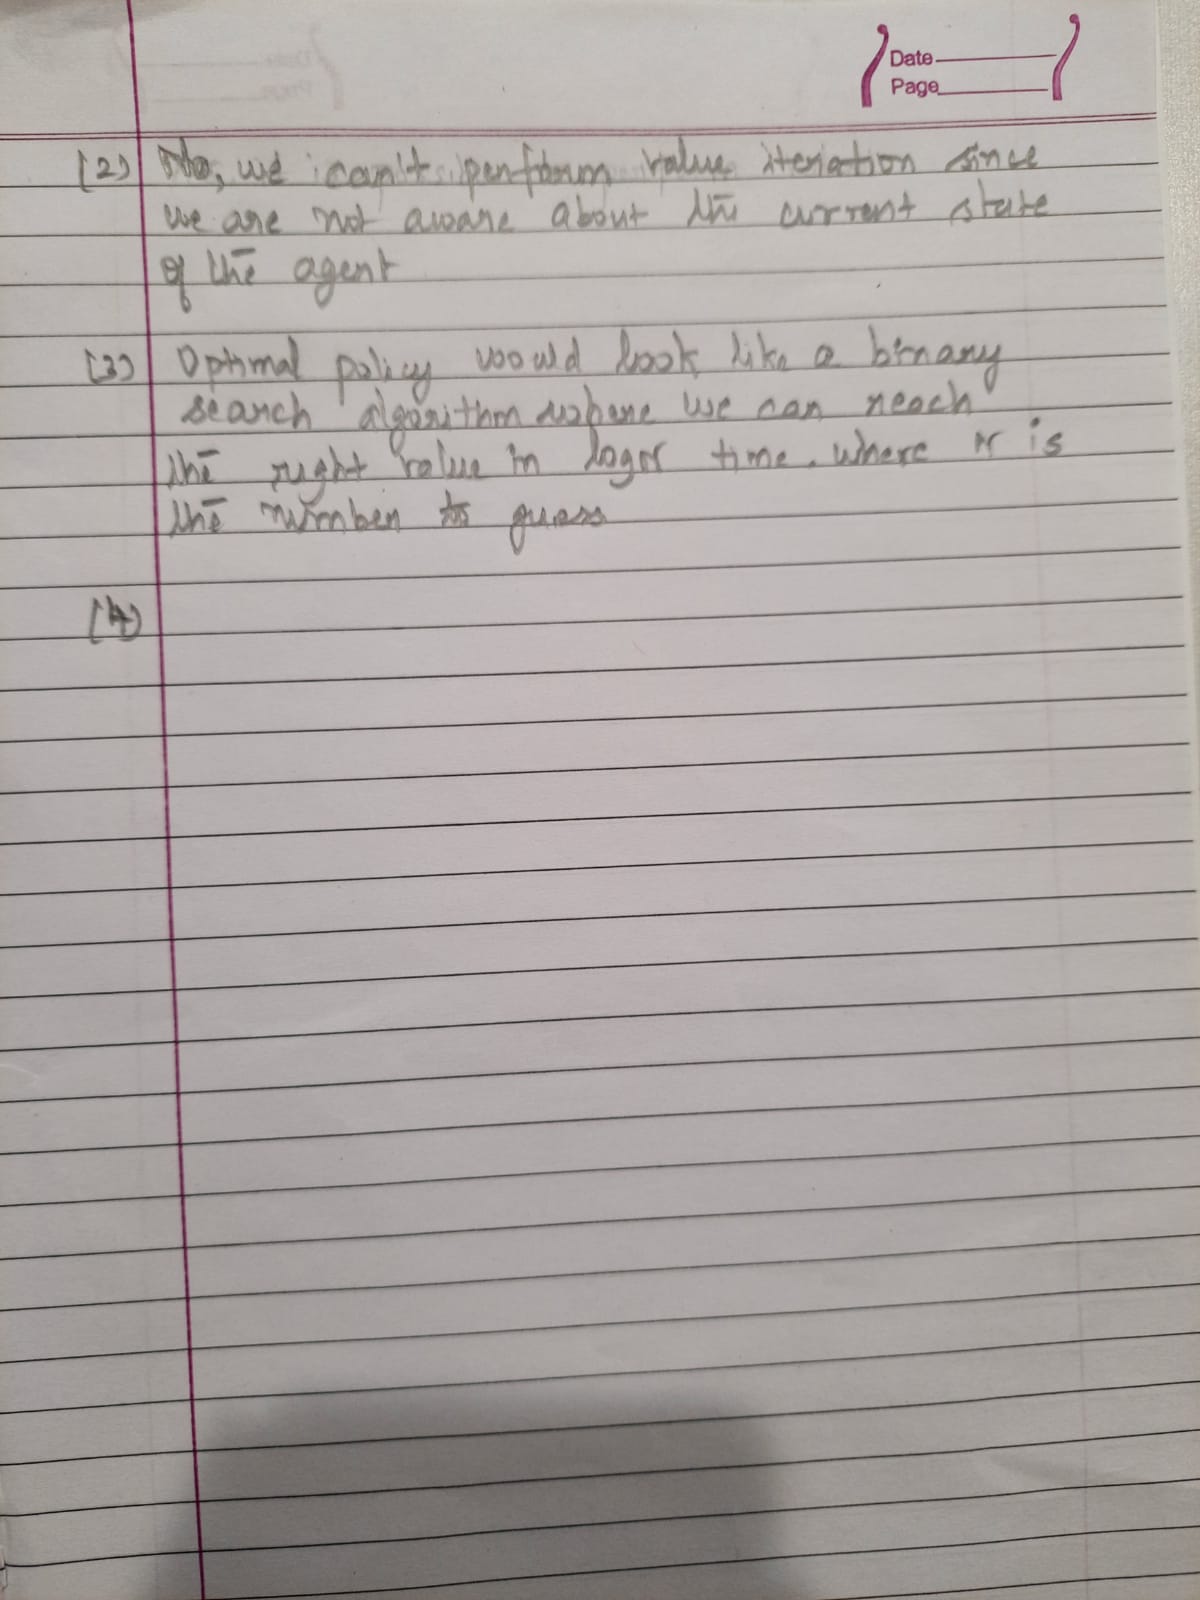 Date
Page
(2) No, we can't perform value iteriation since
we are not aware about the current state
of the agent
(3) Optimal policy would look like a binary
search algorithm where we can reach
the right value in time. where is
the number to guess
(4)